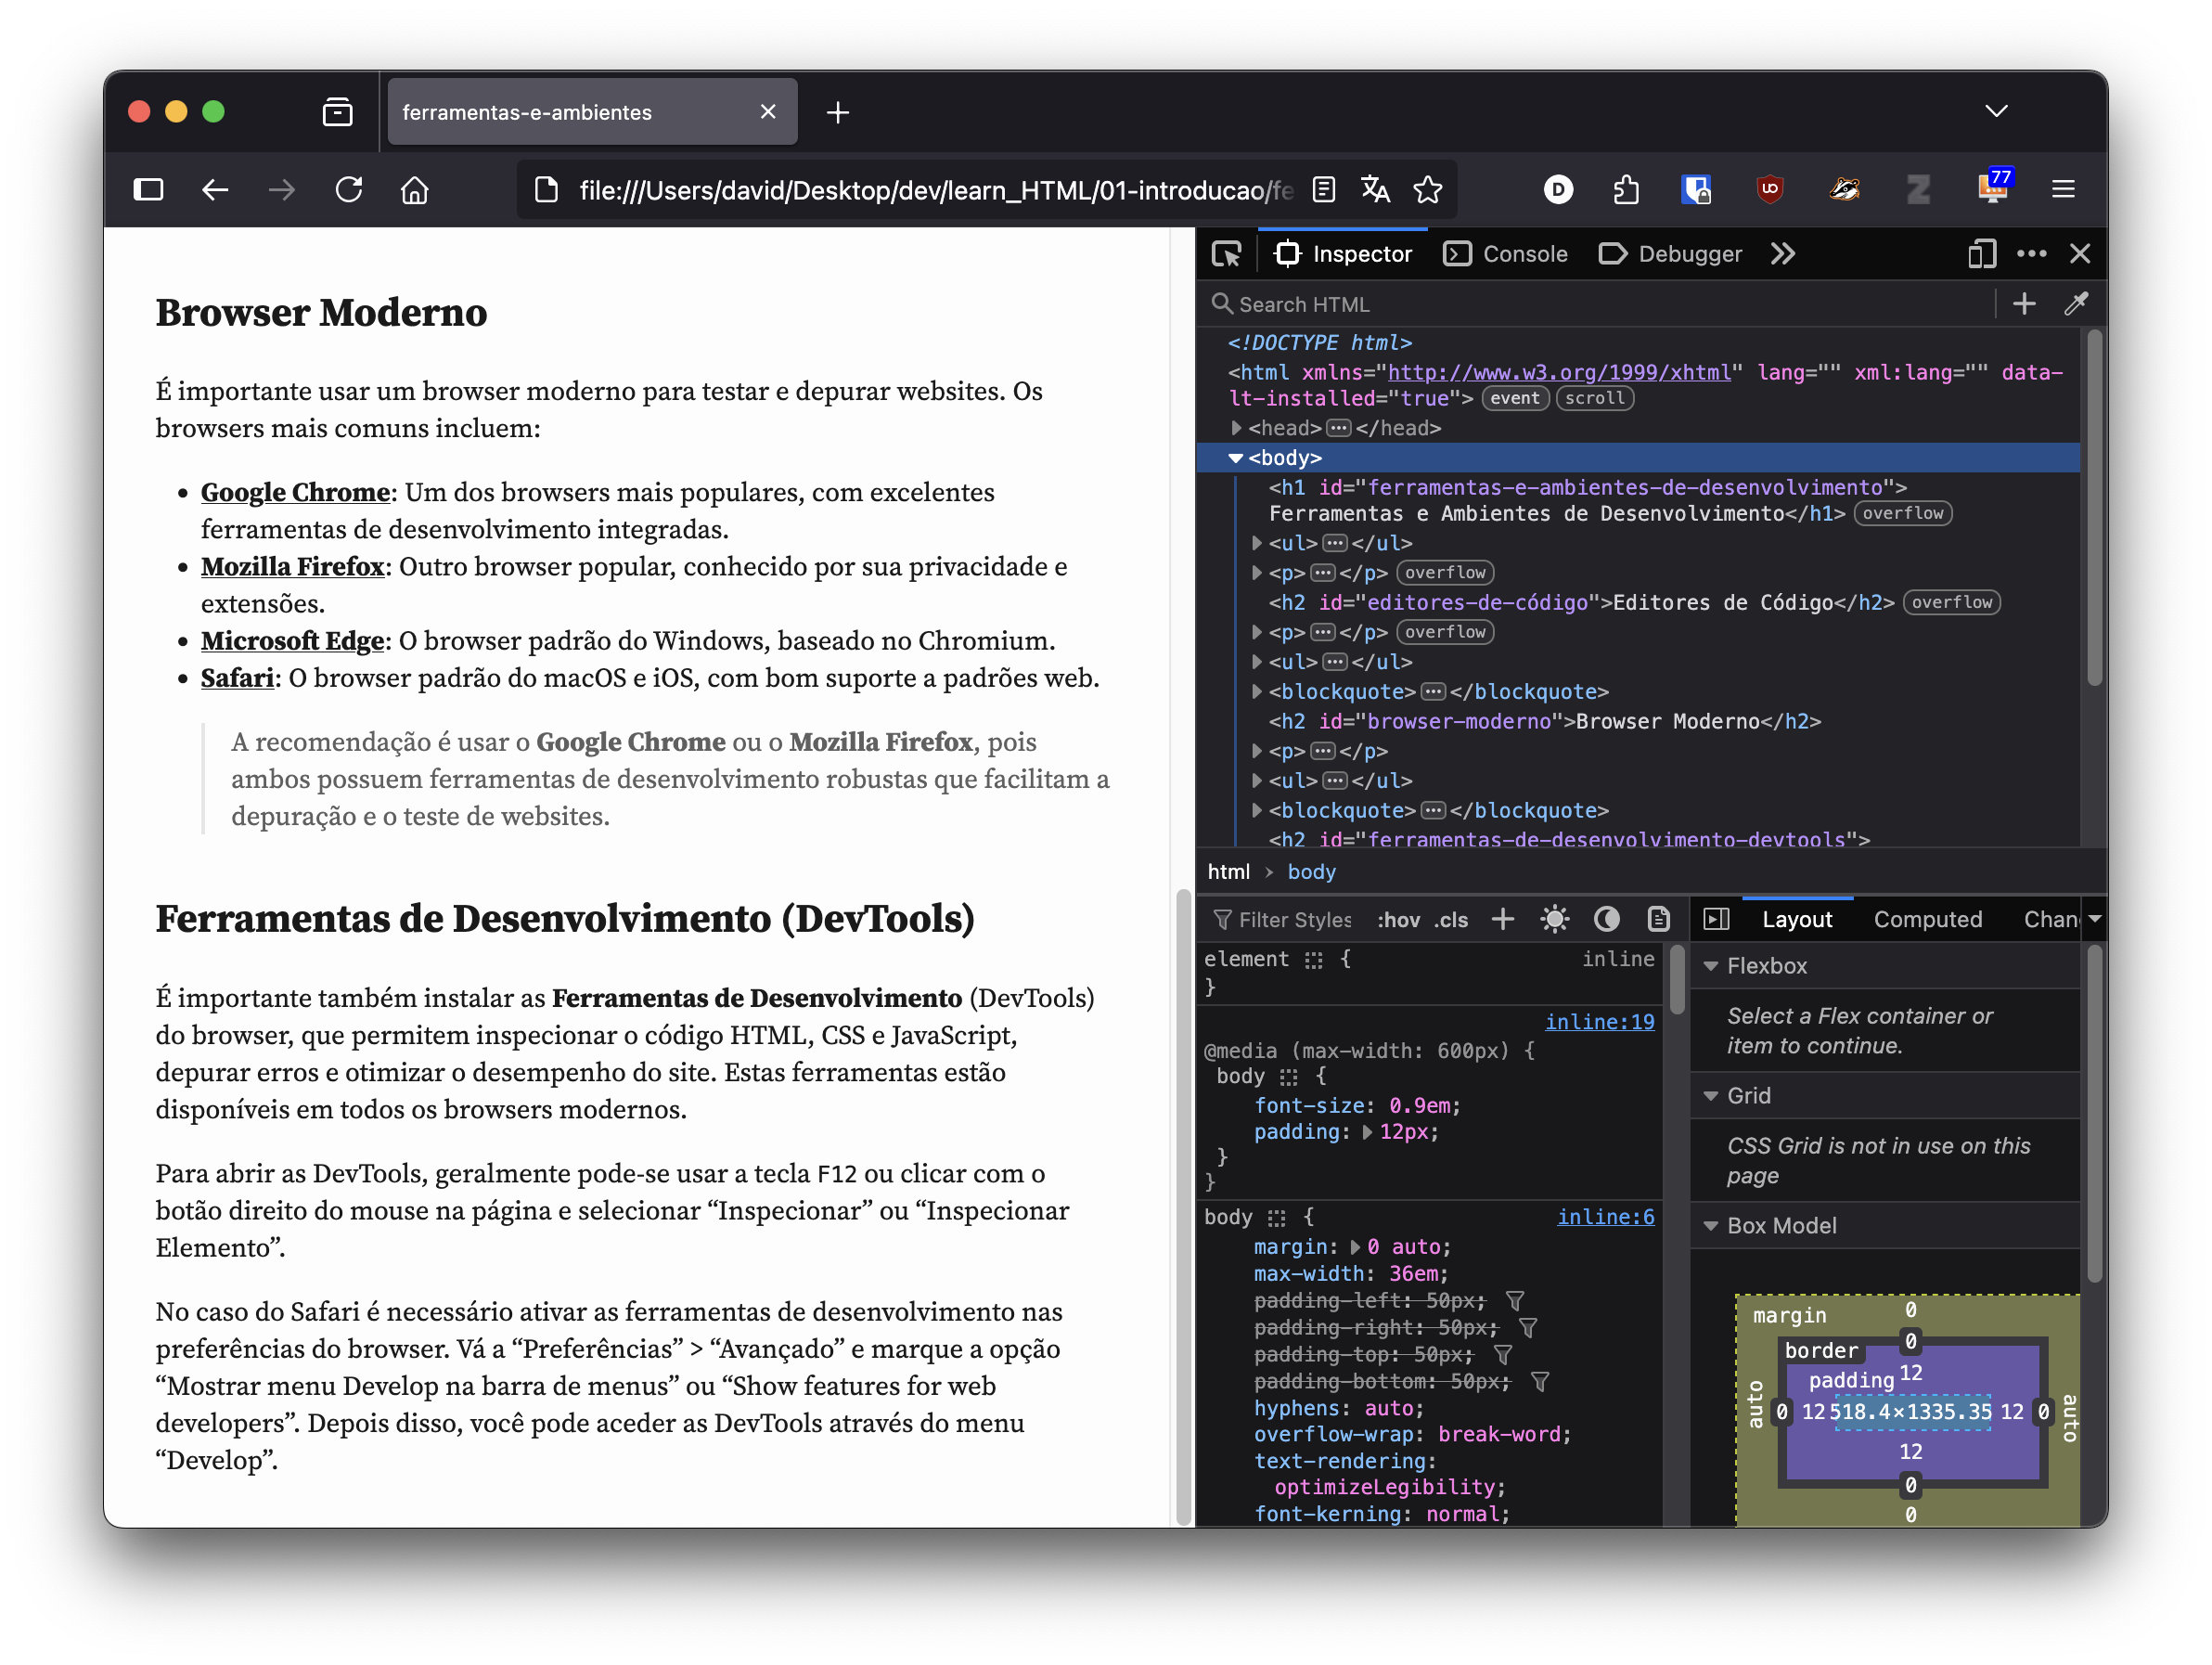 ferramentas-e-ambientes
file:///Users/david/Desktop/dev/learn_HTML/01-introducao/fe
D
77
Browser Moderno
É importante usar um browser moderno para testar e depurar websites. Os
browsers mais comuns incluem:
• Google Chrome: Um dos browsers mais populares, com excelentes
ferramentas de desenvolvimento integradas.
• Mozilla Firefox: Outro browser popular, conhecido por sua privacidade e
extensões.
• Microsoft Edge: O browser padrão do Windows, baseado no Chromium.
• Safari: O browser padrão do macOS e iOS, com bom suporte a padrões web.
A recomendação é usar o Google Chrome ou o Mozilla Firefox, pois
ambos possuem ferramentas de desenvolvimento robustas que facilitam a
depuração e o teste de websites.
Ferramentas de Desenvolvimento (DevTools)
É importante também instalar as Ferramentas de Desenvolvimento (DevTools)
do browser, que permitem inspecionar o código HTML, CSS e JavaScript,
depurar erros e otimizar o desempenho do site. Estas ferramentas estão
disponíveis em todos os browsers modernos.
Para abrir as DevTools, geralmente pode-se usar a tecla F12 ou clicar com o
botão direito do mouse na página e selecionar “Inspecionar” ou “Inspecionar
Elemento”.
No caso do Safari é necessário ativar as ferramentas de desenvolvimento nas
preferências do browser. Vá a “Preferências” > “Avançado” e marque a opção
“Mostrar menu Develop na barra de menus” ou “Show features for web
developers”. Depois disso, você pode aceder as DevTools através do menu
“Develop”.
Inspector Console Debugger
Search HTML
<!DOCTYPE html>
<html xmlns="http://www.w3.org/1999/xhtml" lang="" xml:lang="" data-
lt-installed="true"> event scroll
<head>…</head>
<body>
<h1 id="ferramentas-e-ambientes-de-desenvolvimento">
Ferramentas e Ambientes de Desenvolvimento</h1> overflow
<ul>…</ul>
<p>…</p> overflow
<h2 id="editores-de-código">Editores de Código</h2> overflow
<p>…</p> overflow
<ul>…</ul>
<blockquote>…</blockquote>
<h2 id="browser-moderno">Browser Moderno</h2>
<p>…</p>
<ul>…</ul>
<blockquote>…</blockquote>
<h2 id="ferramentas-de-desenvolvimento-devtools">
html › body
Filter Styles :hov .cls
element { inline
}
inline:19
@media (max-width: 600px) {
body {
font-size: 0.9em;
padding: 12px;
}
}
body { inline:6
margin: 0 auto;
max-width: 36em;
padding-left: 50px;
padding-right: 50px;
padding-top: 50px;
padding-bottom: 50px;
hyphens: auto;
overflow-wrap: break-word;
text-rendering:
optimizeLegibility;
font-kerning: normal;
Layout Computed Chan
Flexbox
Select a Flex container or
item to continue.
Grid
CSS Grid is not in use on this
page
Box Model
margin 0
border 0
padding 12
auto 0 12 518.4×1335.35 12 0 auto
12
0
0